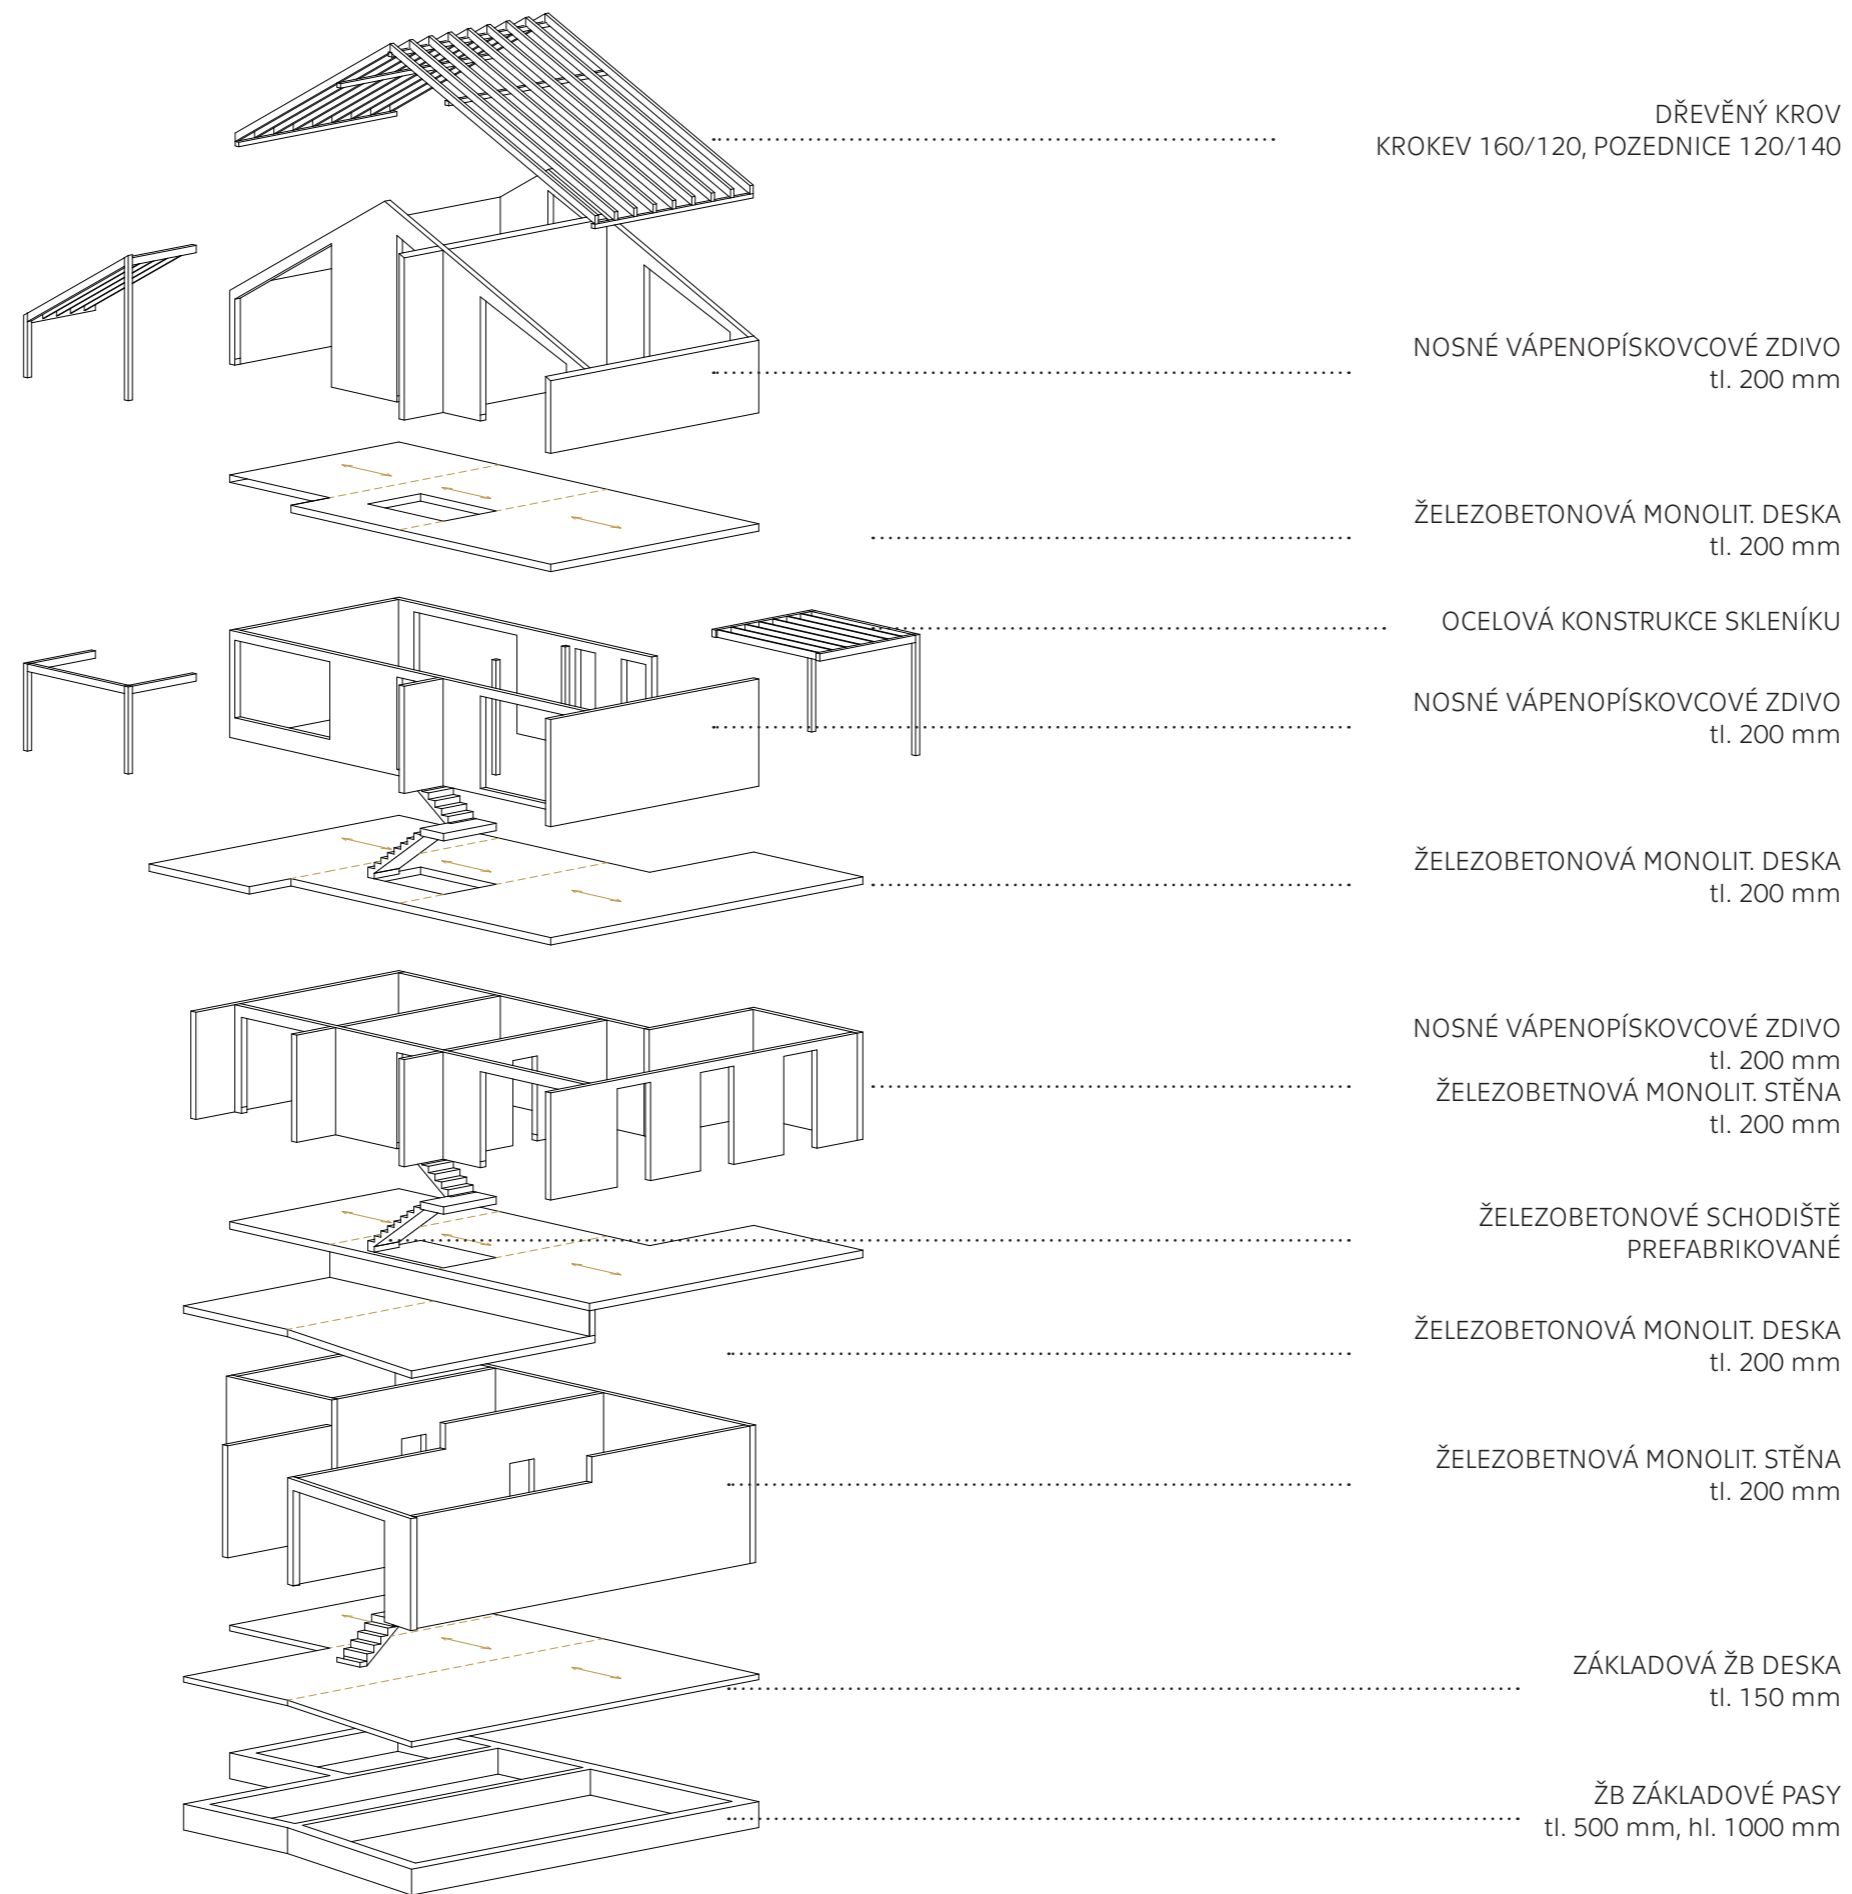 DŘEVĚNÝ KROV
KROKEV 160/120, POZEDNICE 120/140
NOSNÉ VÁPENOPÍSKOVCOVÉ ZDIVO
tl. 200 mm
ŽELEZOBETONOVÁ MONOLIT. DESKA
tl. 200 mm
OCELOVÁ KONSTRUKCE SKLENÍKU
NOSNÉ VÁPENOPÍSKOVCOVÉ ZDIVO
tl. 200 mm
ŽELEZOBETONOVÁ MONOLIT. DESKA
tl. 200 mm
NOSNÉ VÁPENOPÍSKOVCOVÉ ZDIVO
tl. 200 mm
ŽELEZOBETNOVÁ MONOLIT. STĚNA
tl. 200 mm
ŽELEZOBETONOVÉ SCHODIŠTĚ
PREFABRIKOVANÉ
ŽELEZOBETONOVÁ MONOLIT. DESKA
tl. 200 mm
ŽELEZOBETNOVÁ MONOLIT. STĚNA
tl. 200 mm
ZÁKLADOVÁ ŽB DESKA
tl. 150 mm
ŽB ZÁKLADOVÉ PASY
tl. 500 mm, hl. 1000 mm